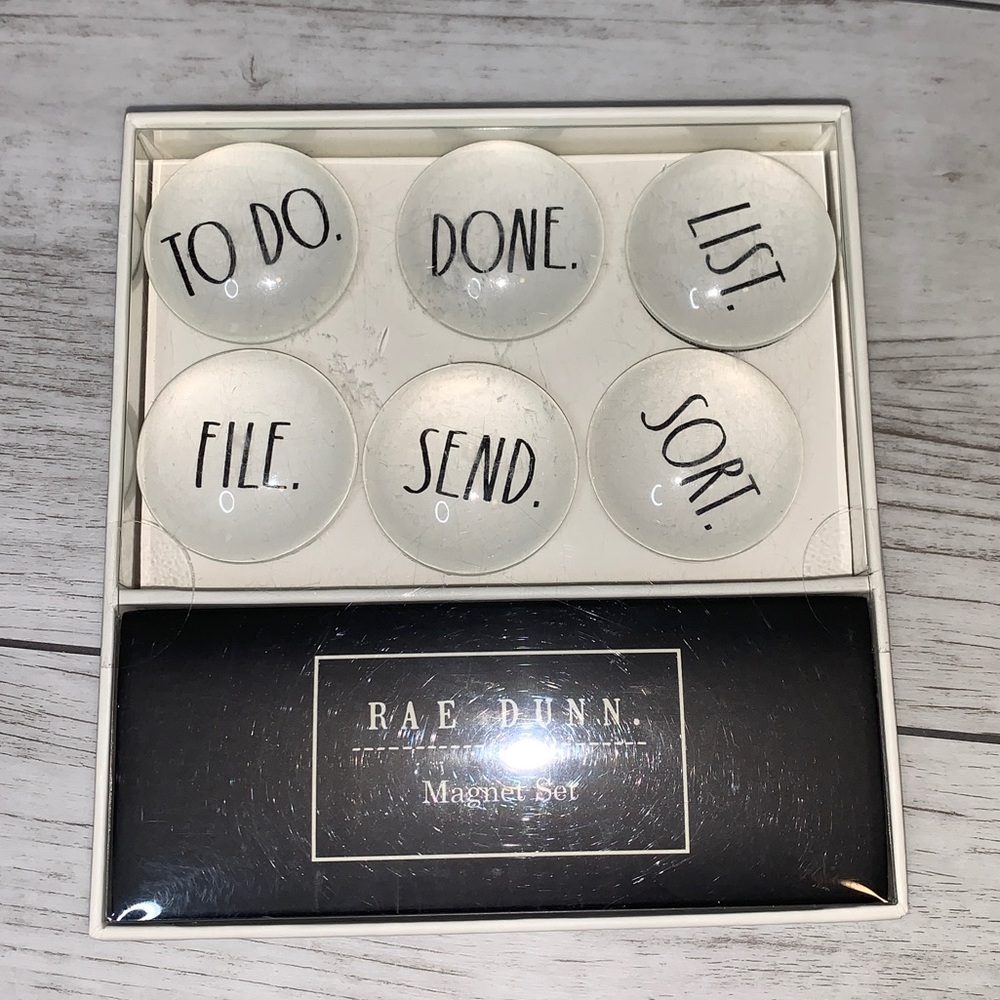 TO DO.
DONE.
LIST.
FILE.
SEND.
SORT.
RAE DUNN.
Magnet Set